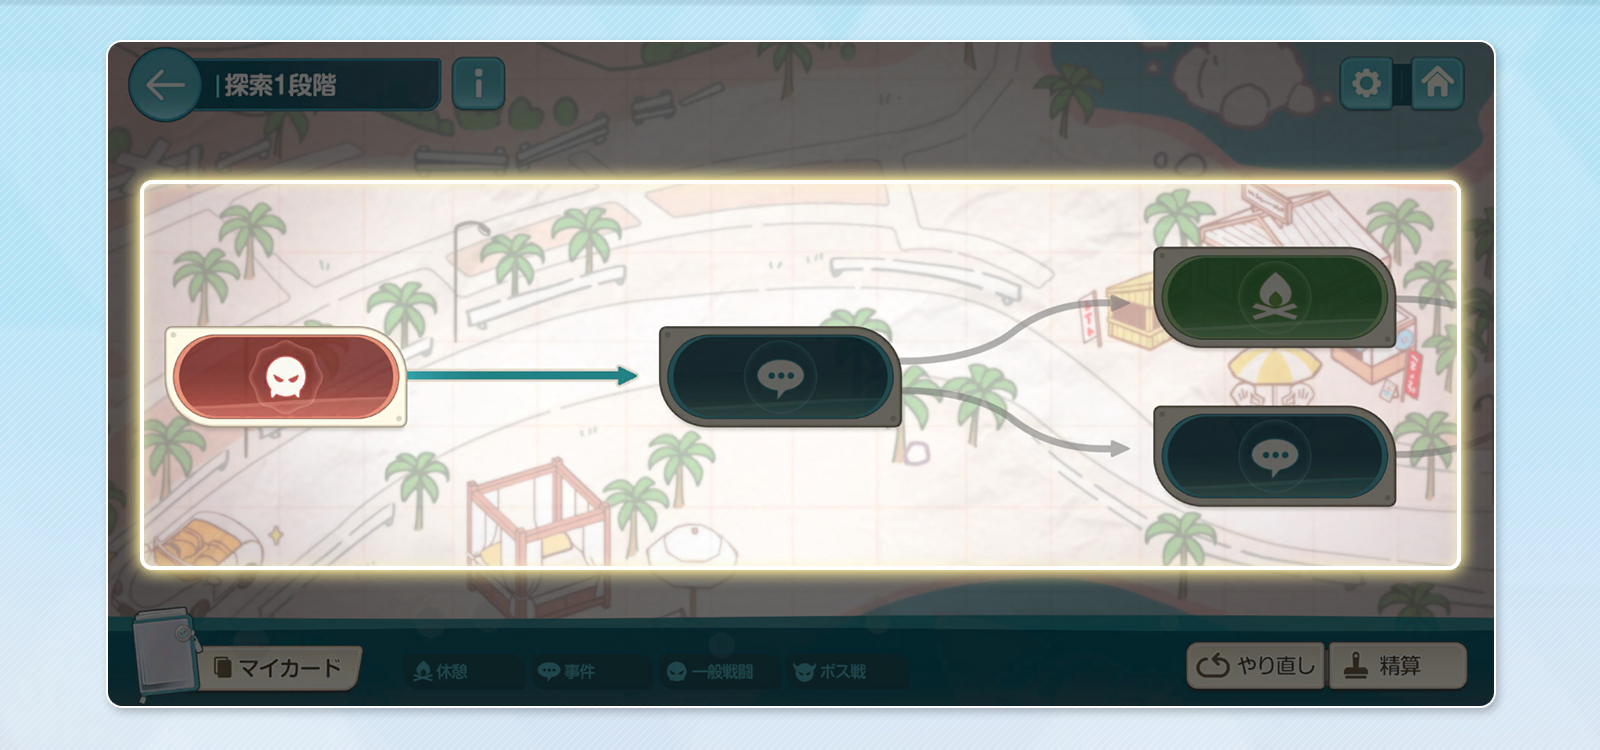 探索1段階
マイカード
休憩
事件
一般戦闘
ボス戦
やり直し
精算